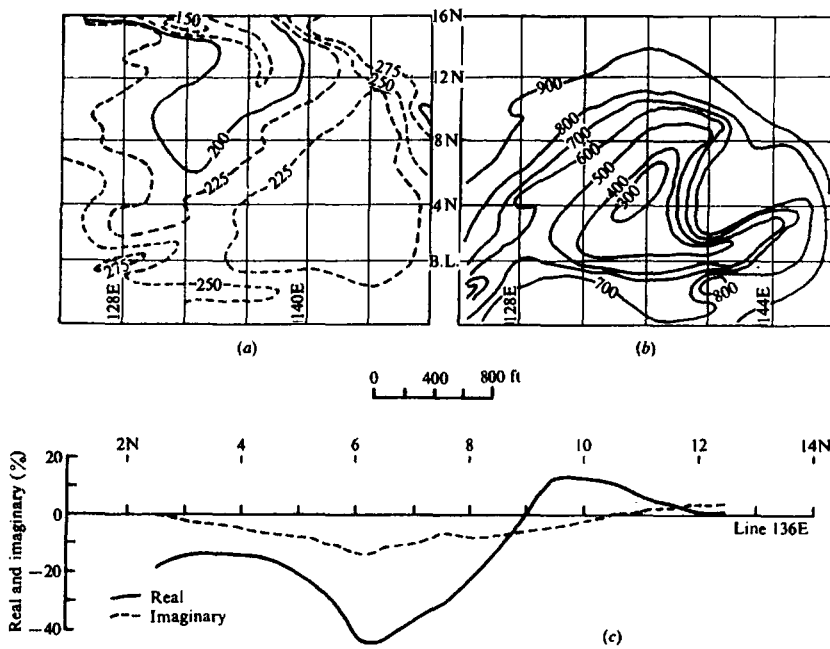 150
275
250
200
225
225
275
250
128E
140E
(a)
16N
12N
8N
4N
B.L.
900
800
700
600
500
400
300
700
800
128E
144E
(b)
0 400 800 ft
2N 4 6 8 10 12 14N
Real and imaginary (%)
20
0
−20
−40
Line 136E
Real
Imaginary
(c)